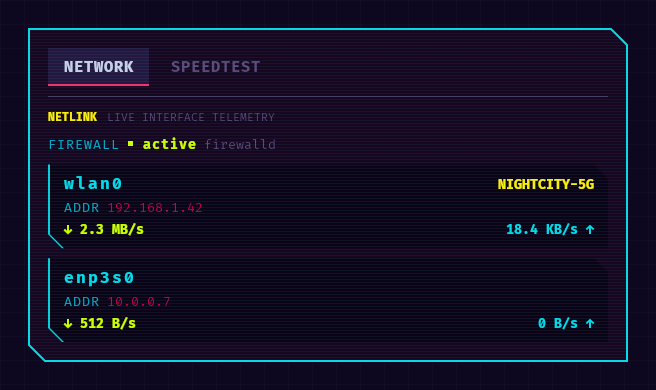 NETWORK SPEEDTEST
NETLINK LIVE INTERFACE TELEMETRY
FIREWALL ▪ active firewalld
wlan0 NIGHTCITY-5G
ADDR 192.168.1.42
↓ 2.3 MB/s 18.4 KB/s ↑
enp3s0
ADDR 10.0.0.7
↓ 512 B/s 0 B/s ↑